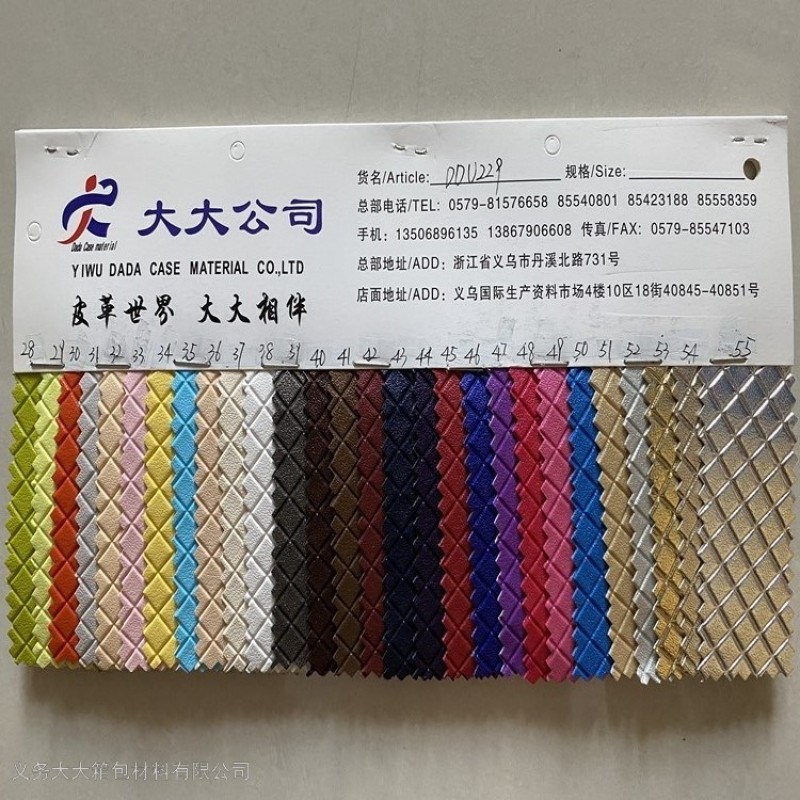 货名/Article: DDU229 规格/Size:
总部电话/TEL: 0579-81576658 85540801 85423188 85558359
手机: 13506896135 13867906608 传真/FAX: 0579-85547103
总部地址/ADD: 浙江省义乌市丹溪北路731号
店面地址/ADD: 义乌国际生产资料市场4楼10区18街40845-40851号
Dada Case material
大大公司
YIWU DADA CASE MATERIAL CO.,LTD
皮革世界 大大相伴
28 29 30 31 32 33 34 35 36 37 38 39 40 41 42 43 44 45 46 47 48 49 50 51 52 53 54 55
义务大大箱包材料有限公司